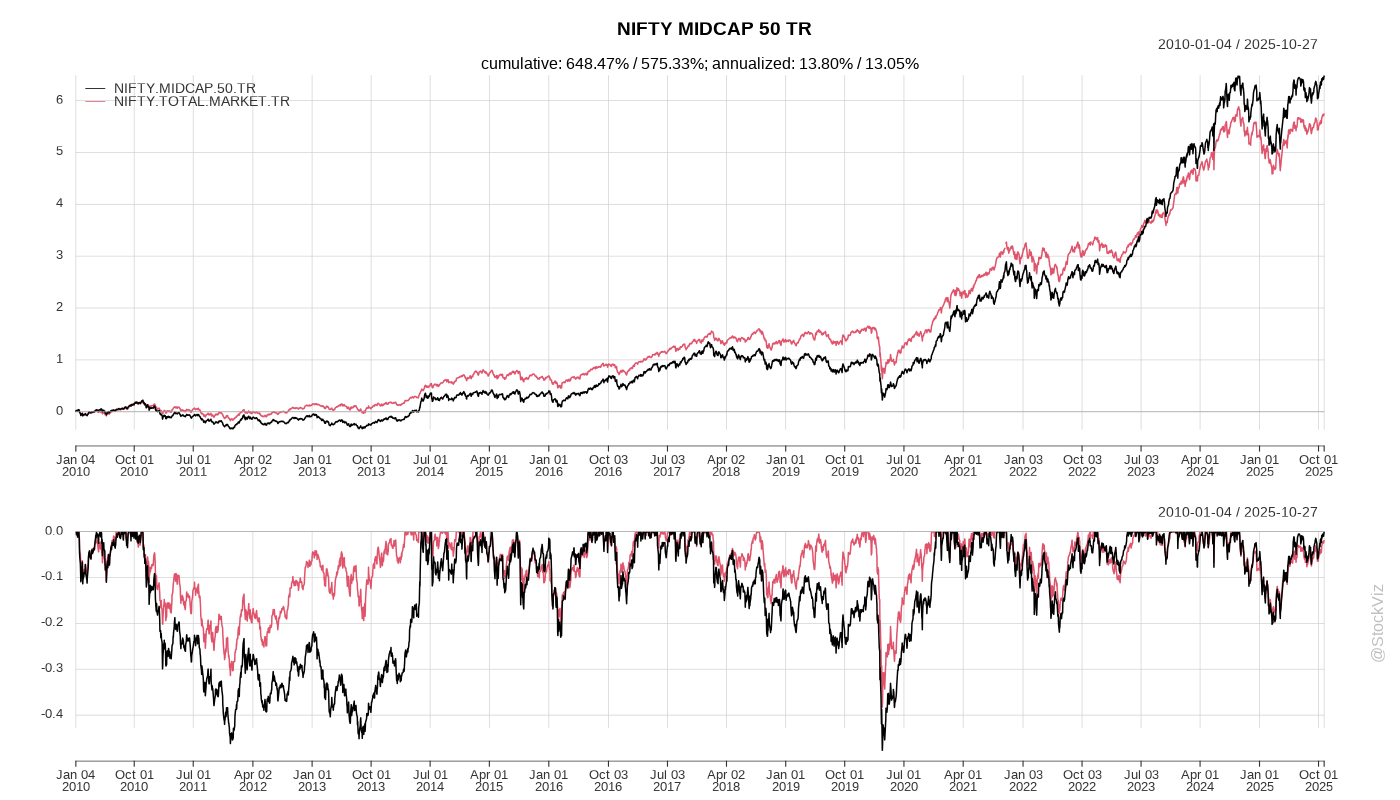 NIFTY MIDCAP 50 TR
2010-01-04 / 2025-10-27
cumulative: 648.47% / 575.33%; annualized: 13.80% / 13.05%
NIFTY.MIDCAP.50.TR
NIFTY.TOTAL.MARKET.TR
6
5
4
3
2
1
0
Jan 04 Oct 01 Jul 01 Apr 02 Jan 01 Oct 01 Jul 01 Apr 01 Jan 01 Oct 03 Jul 03 Apr 02 Jan 01 Oct 01 Jul 01 Apr 01 Jan 03 Oct 03 Jul 03 Apr 01 Jan 01 Oct 01
2010 2010 2011 2012 2013 2013 2014 2015 2016 2016 2017 2018 2019 2019 2020 2021 2022 2022 2023 2024 2025 2025
2010-01-04 / 2025-10-27
0.0
-0.1
-0.2
-0.3
-0.4
Jan 04 Oct 01 Jul 01 Apr 02 Jan 01 Oct 01 Jul 01 Apr 01 Jan 01 Oct 03 Jul 03 Apr 02 Jan 01 Oct 01 Jul 01 Apr 01 Jan 03 Oct 03 Jul 03 Apr 01 Jan 01 Oct 01
2010 2010 2011 2012 2013 2013 2014 2015 2016 2016 2017 2018 2019 2019 2020 2021 2022 2022 2023 2024 2025 2025
@StockViz